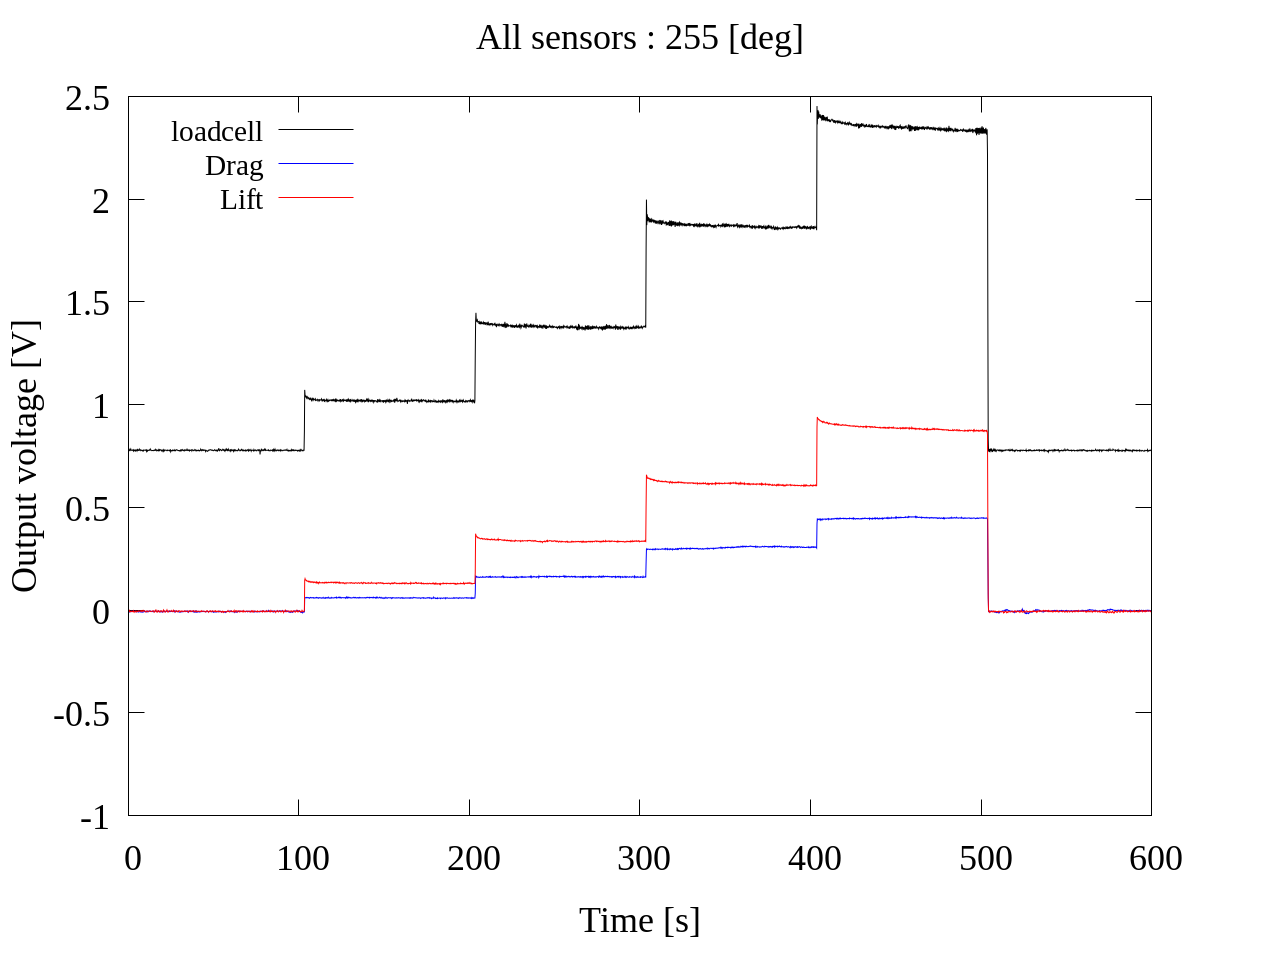 All sensors : 255 [deg]
loadcell
Drag
Lift
Output voltage [V]
2.5
2
1.5
1
0.5
0
-0.5
-1
0 100 200 300 400 500 600
Time [s]